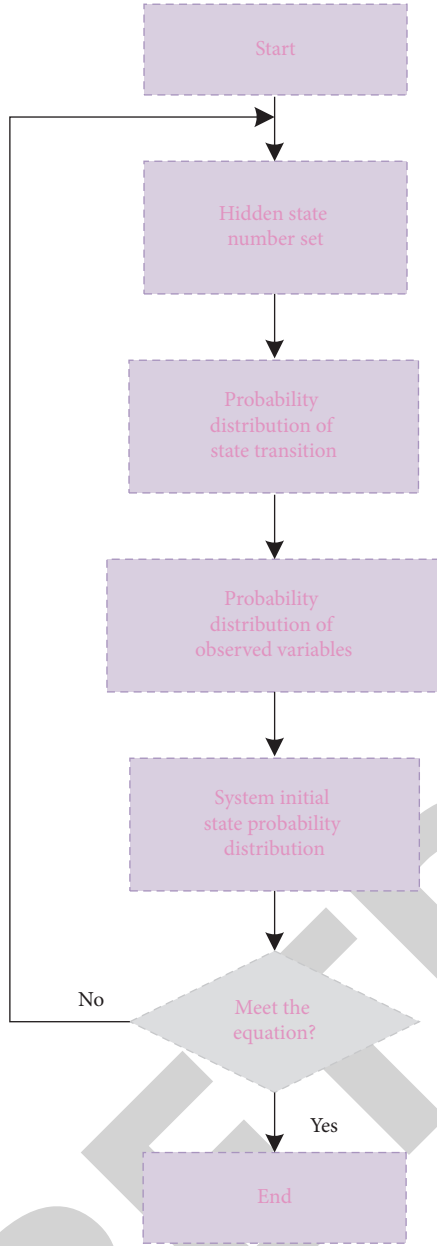 Start
Hidden state
number set
Probability
distribution of
state transition
Probability
distribution of
observed variables
System initial
state probability
distribution
No
Meet the
equation?
Yes
End